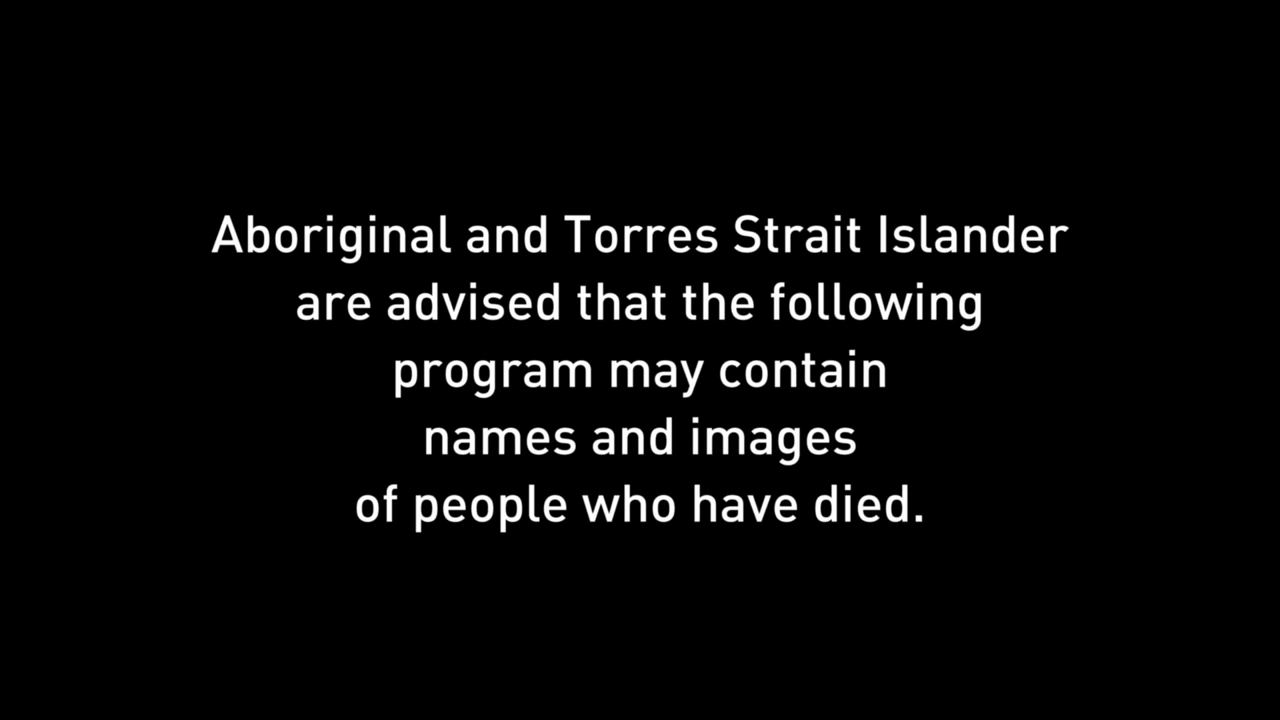 Aboriginal and Torres Strait Islander
are advised that the following
program may contain
names and images
of people who have died.